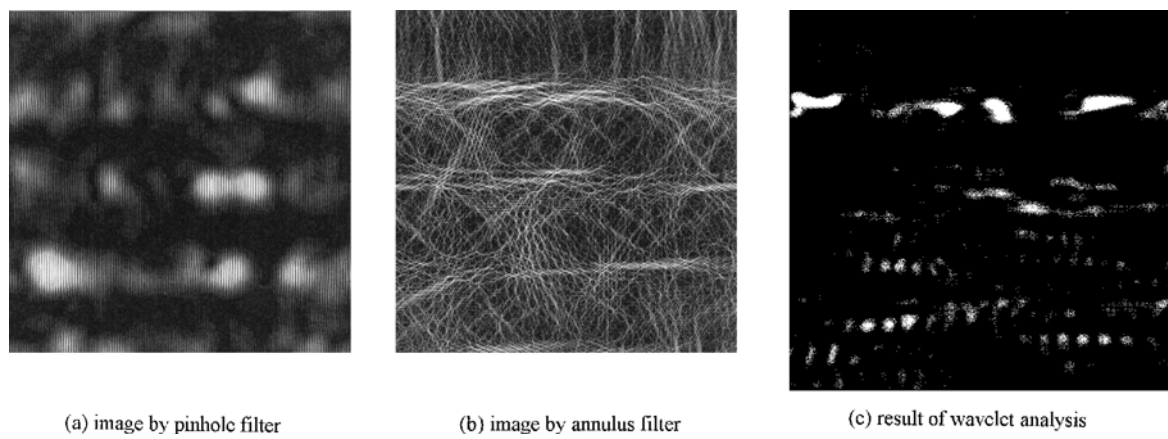 (a) image by pinhole filter
(b) image by annulus filter
(c) result of wavelet analysis